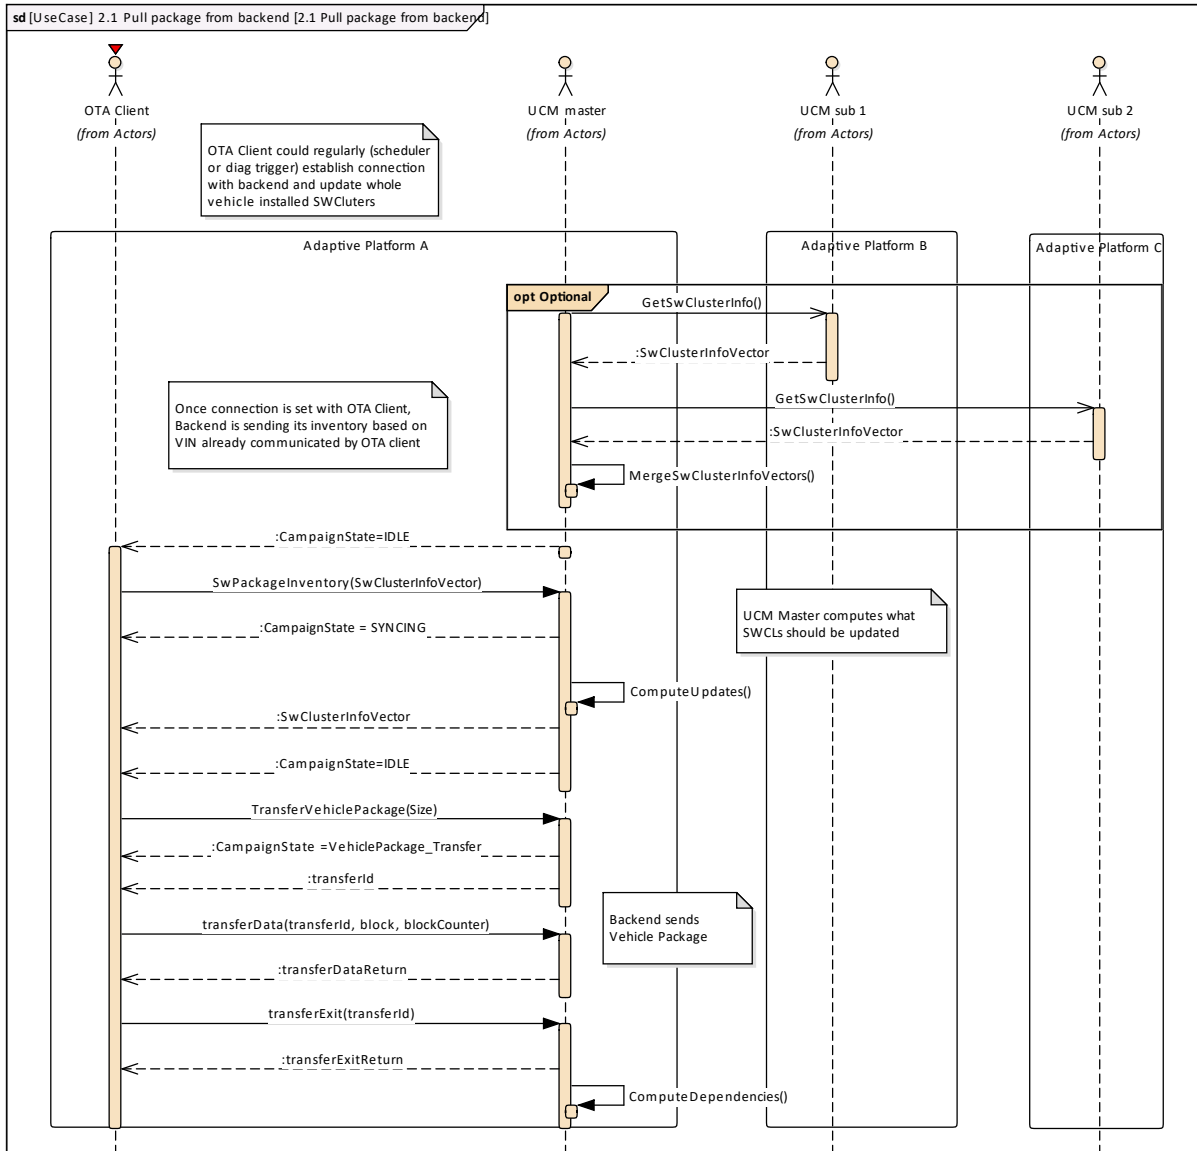 sd [UseCase] 2.1 Pull package from backend [2.1 Pull package from backend]
OTA Client
(from Actors)
UCM master
(from Actors)
UCM sub 1
(from Actors)
UCM sub 2
(from Actors)
OTA Client could regularly (scheduler
or diag trigger) establish connection
with backend and update whole
vehicle installed SWCluters
Adaptive Platform A
Adaptive Platform B
Adaptive Platform C
opt Optional
GetSwClusterInfo()
:SwClusterInfoVector
Once connection is set with OTA Client,
Backend is sending its inventory based on
VIN already communicated by OTA client
GetSwClusterInfo()
:SwClusterInfoVector
MergeSwClusterInfoVectors()
:CampaignState=IDLE
SwPackageInventory(SwClusterInfoVector)
:CampaignState = SYNCING
UCM Master computes what
SWCLs should be updated
ComputeUpdates()
:SwClusterInfoVector
:CampaignState=IDLE
TransferVehiclePackage(Size)
:CampaignState =VehiclePackage_Transfer
:transferId
Backend sends
Vehicle Package
transferData(transferId, block, blockCounter)
:transferDataReturn
transferExit(transferId)
:transferExitReturn
ComputeDependencies()